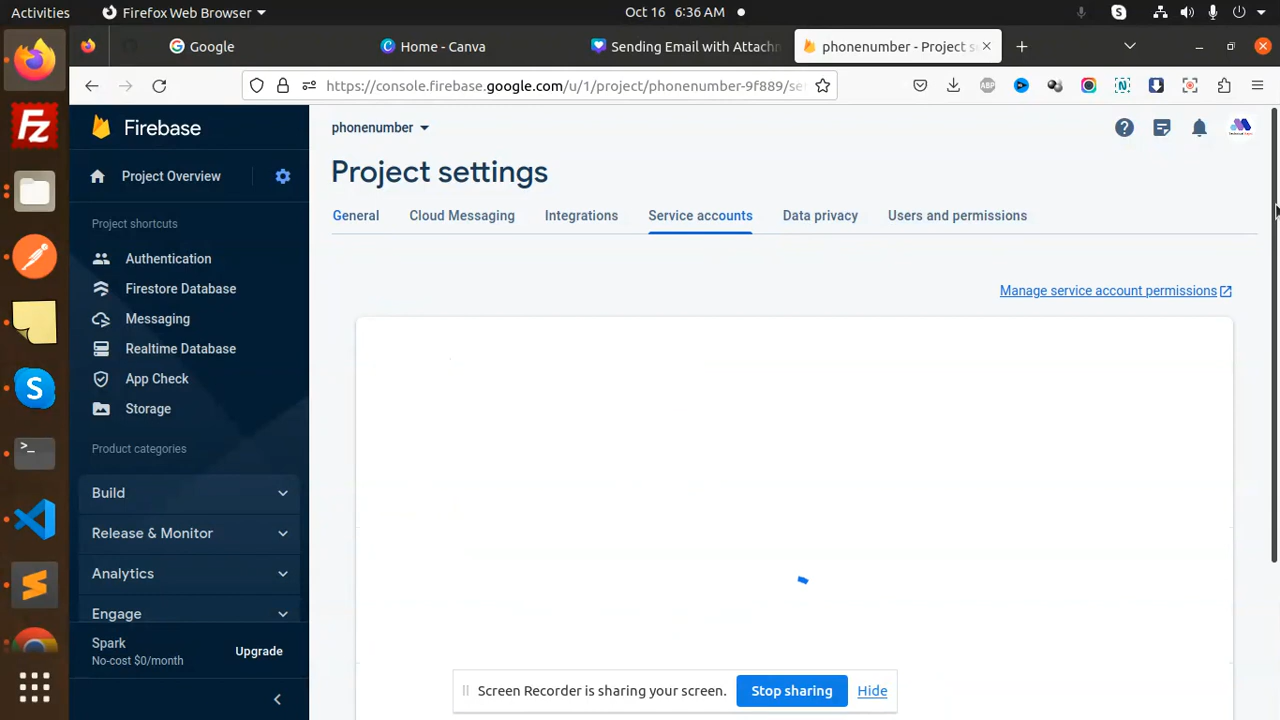 Activities
Firefox Web Browser
Oct 16 6:36 AM
Google
Home - Canva
Sending Email with Attachm
phonenumber - Project s
https://console.firebase.google.com/u/1/project/phonenumber-9f889/se
Firebase
phonenumber
Project Overview
Project settings
General
Cloud Messaging
Integrations
Service accounts
Data privacy
Users and permissions
Project shortcuts
Authentication
Firestore Database
Messaging
Realtime Database
App Check
Storage
Manage service account permissions
Product categories
Build
Release & Monitor
Analytics
Engage
Spark
No-cost $0/month
Upgrade
Screen Recorder is sharing your screen.
Stop sharing
Hide